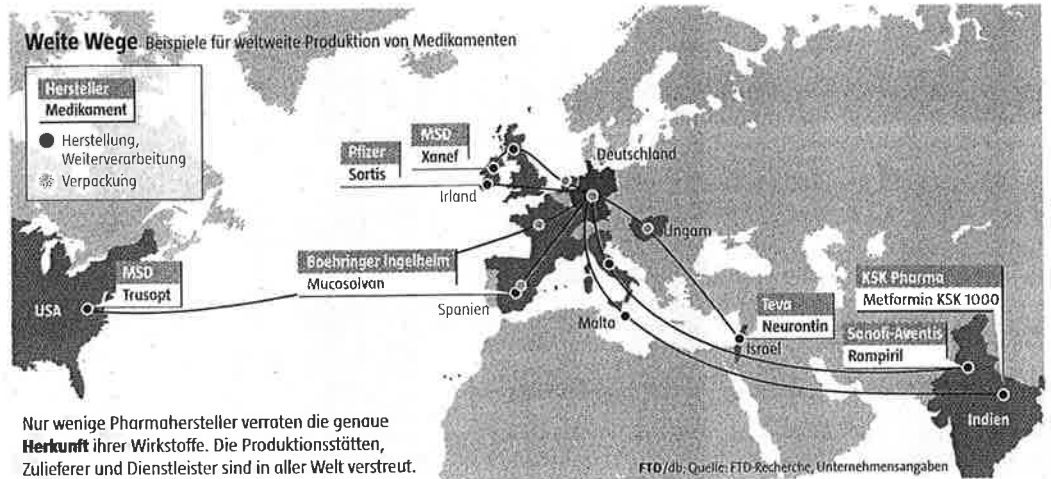 Weite Wege Beispiele für weltweite Produktion von Medikamenten
Hersteller
Medikament
Herstellung,
Weiterverarbeitung
Verpackung
Pfizer
Sortis
MSD
Xanef
Deutschland
Irland
Ungarn
Boehringer Ingelheim
Mucosolvan
MSD
Trusopt
USA
Spanien
Malta
Teva
Neurontin
Israel
KSK Pharma
Metformin KSK 1000
Sanofi-Aventis
Rampiril
Indien
Nur wenige Pharmahersteller verraten die genaue
Herkunft ihrer Wirkstoffe. Die Produktionsstätten,
Zulieferer und Dienstleister sind in aller Welt verstreut.
FTD/db; Quelle: FTD-Recherche, Unternehmensangaben